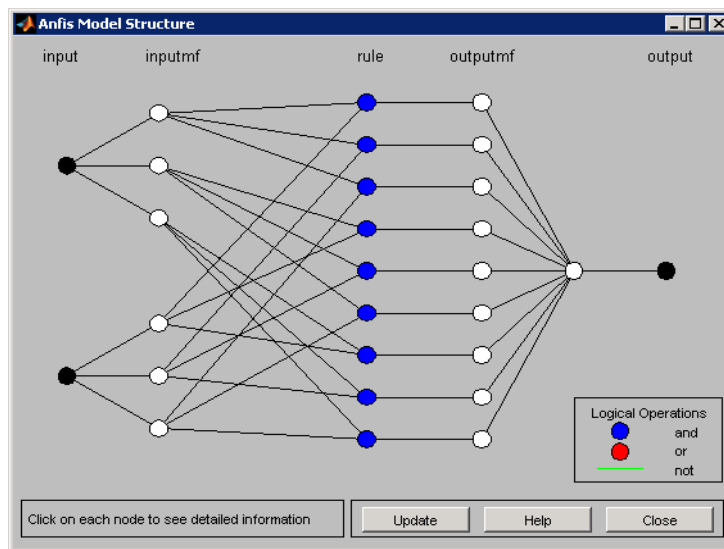 Anfis Model Structure
input inputmf rule outputmf output
Logical Operations
and
or
not
Click on each node to see detailed information
Update Help Close